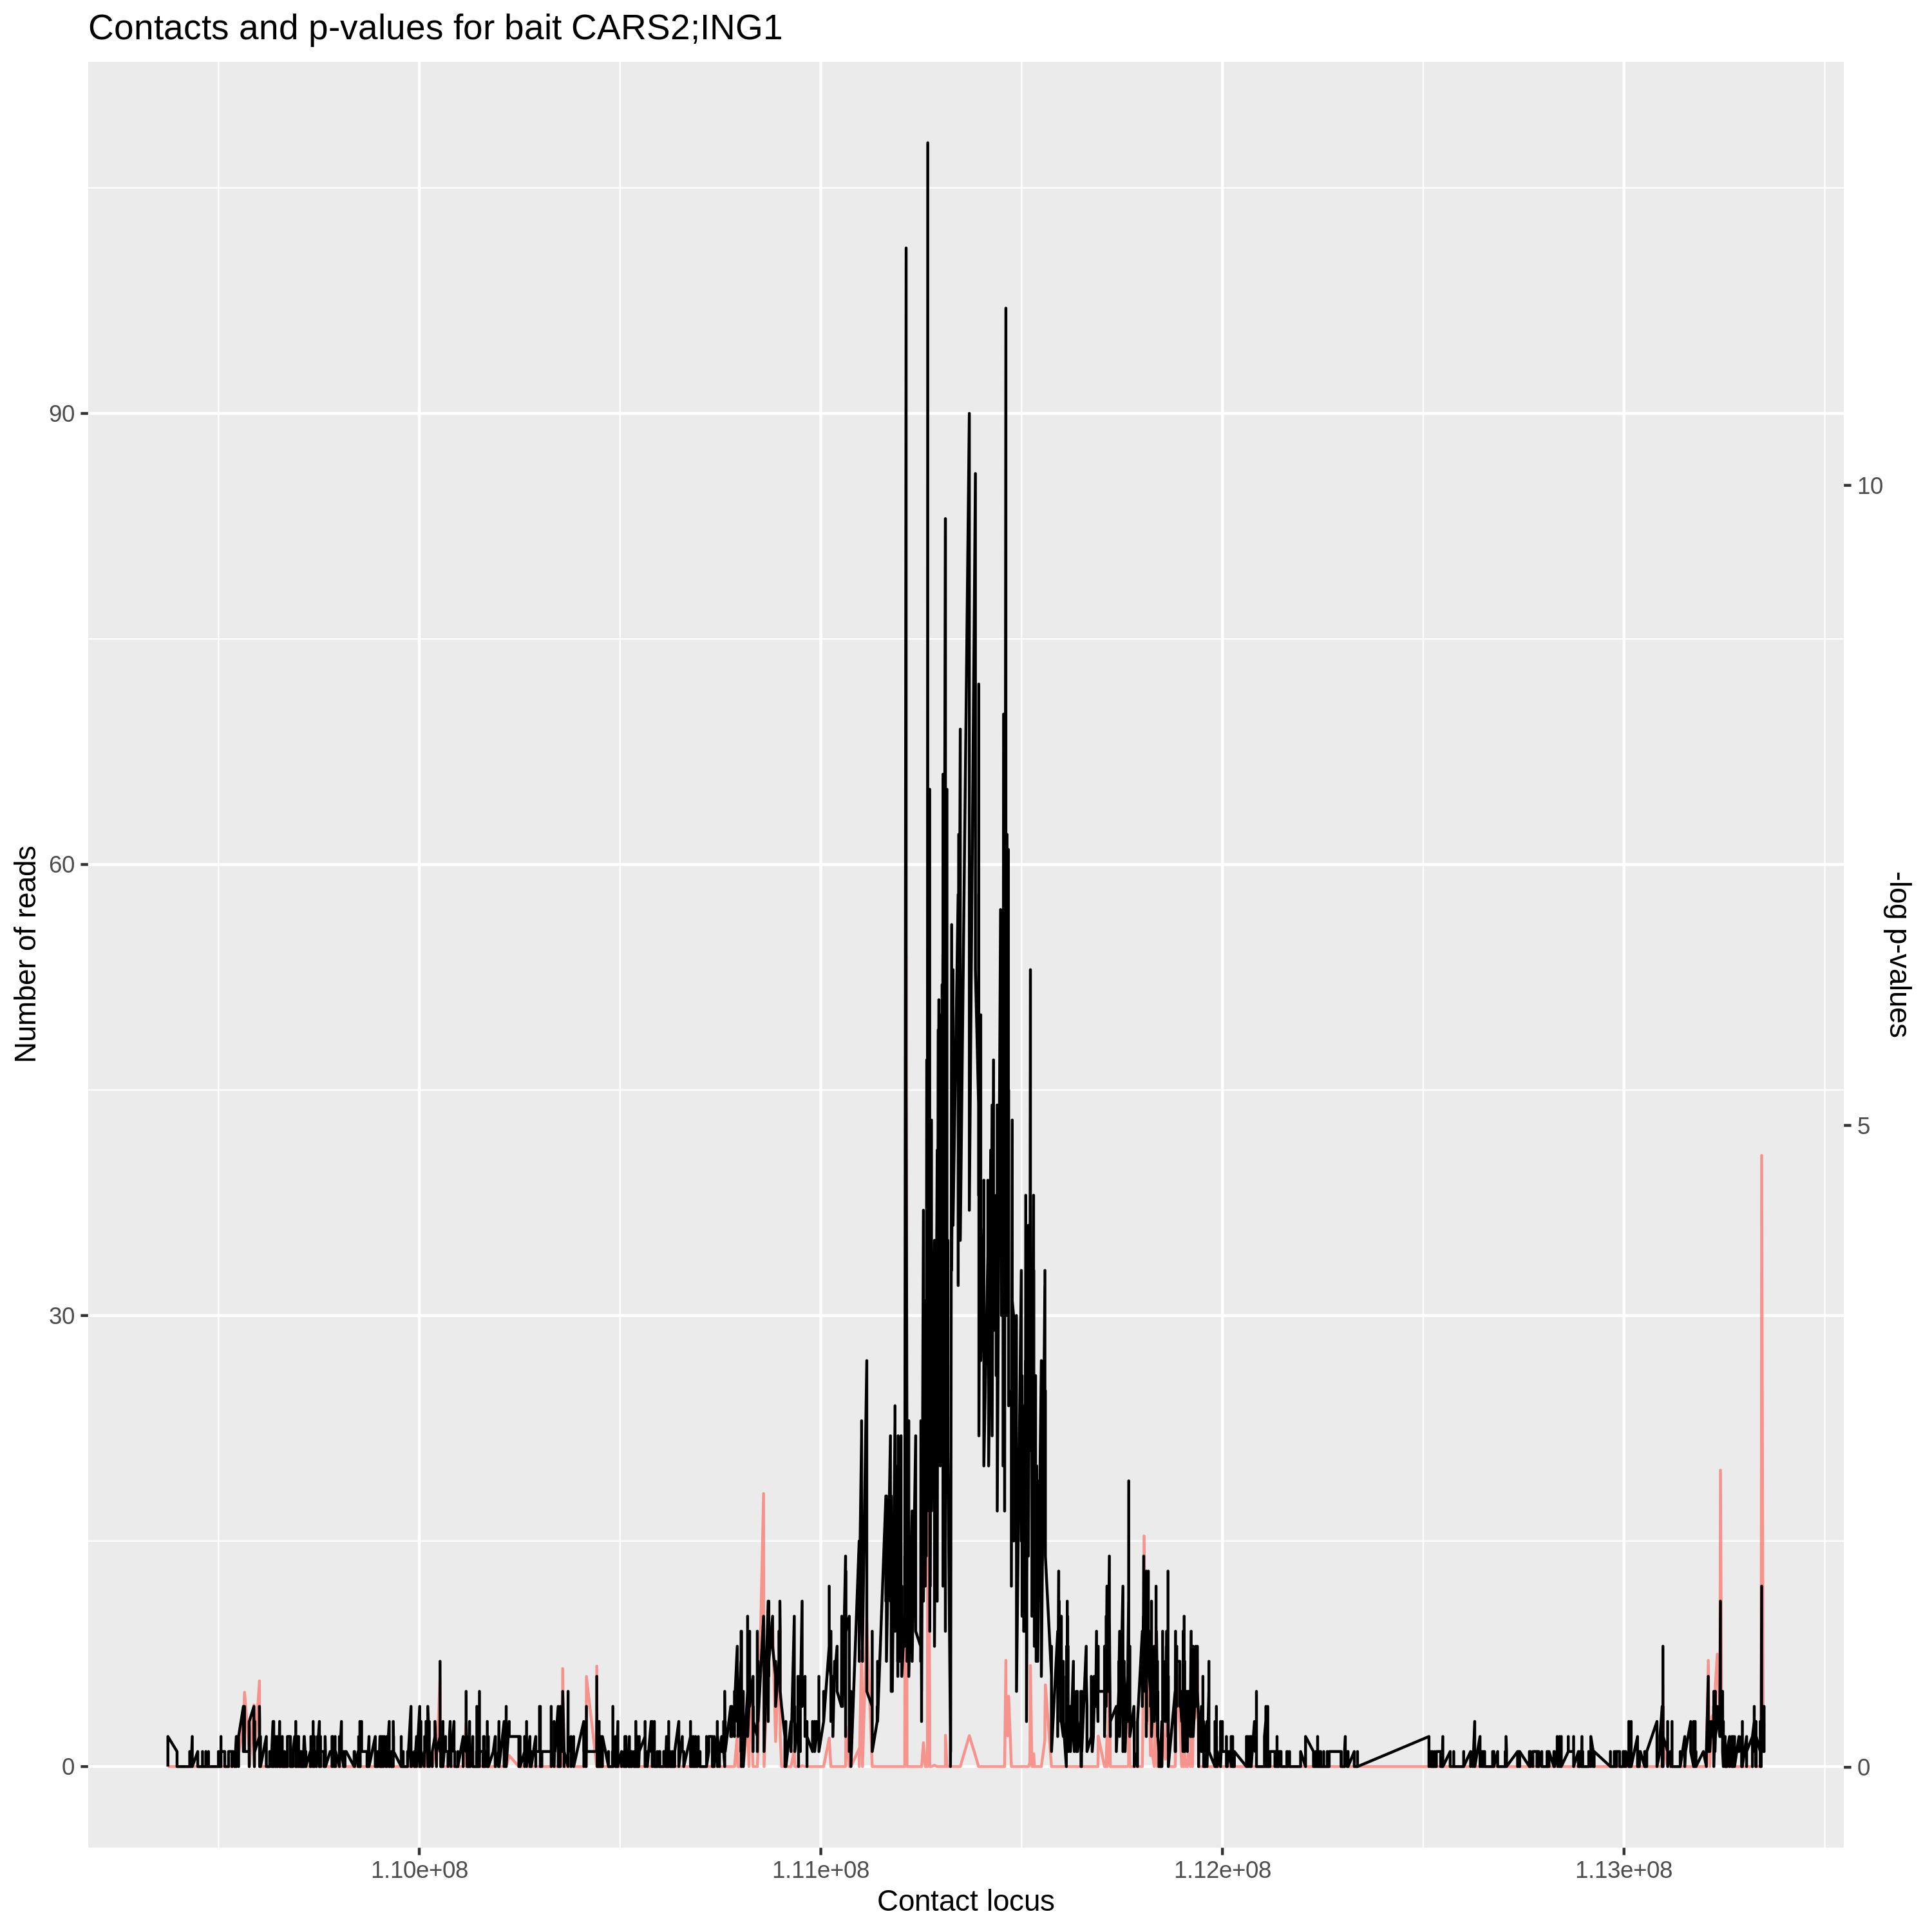 Contacts and p-values for bait CARS2;ING1
90
60
30
0
10
5
0
Number of reads
-log p-values
1.10e+08 1.11e+08 1.12e+08 1.13e+08
Contact locus